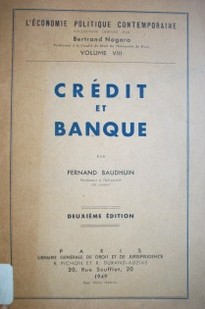 L'ÉCONOMIE POLITIQUE CONTEMPORAINE
Bertrand Nogaro
VOLUME VIII
CRÉDIT
ET
BANQUE
PAR
FERNAND BAUDHUIN
DEUXIÈME ÉDITION
PARIS
LIBRAIRIE GÉNÉRALE DE DROIT ET DE JURISPRUDENCE
R. PICHON ET R. DURAND-AUZIAS
20, Rue Soufflot, 20
1949